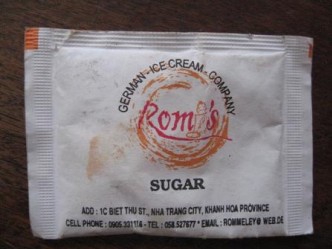 GERMAN - ICE CREAM - COMPANY
Romi's
SUGAR
ADD : 1C BIET THU ST., NHA TRANG CITY, KHANH HOA PROVINCE
CELL PHONE : 0905 331118 - TEL : 058.527677 * EMAIL : ROMMELEY@ WEB.DE